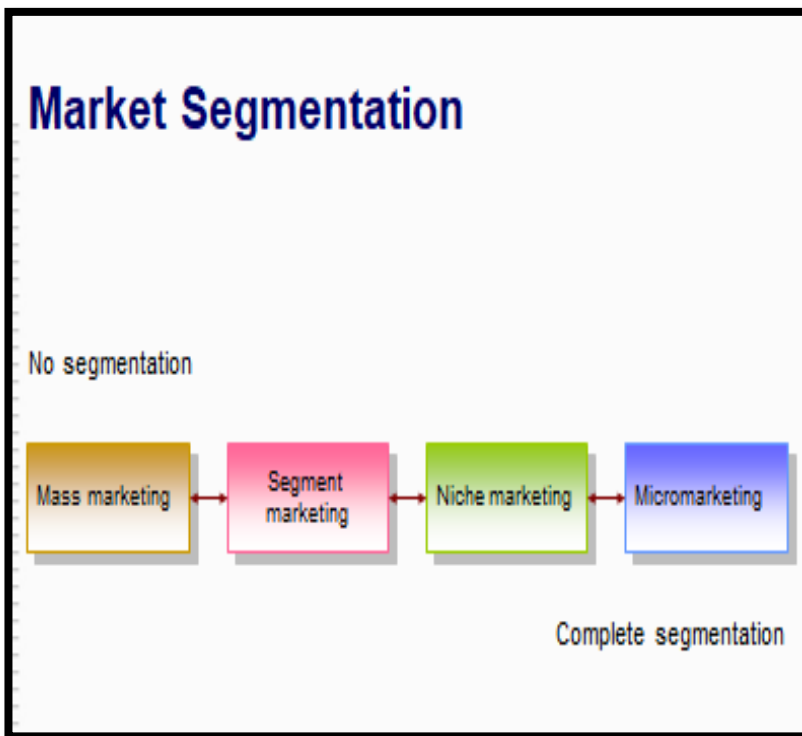 Market Segmentation
No segmentation
Mass marketing
Segment
marketing
Niche marketing
Micromarketing
Complete segmentation